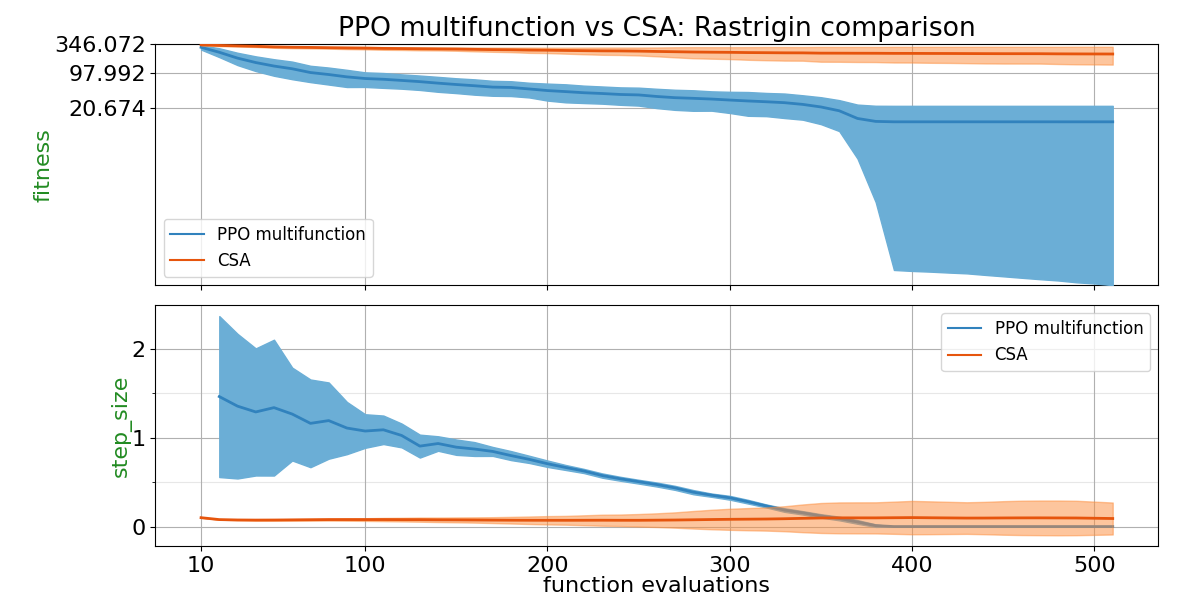 PPO multifunction vs CSA: Rastrigin comparison
346.072
97.992
20.674
fitness
PPO multifunction
CSA
PPO multifunction
CSA
2
1
0
step_size
10
100
200
300
400
500
function evaluations